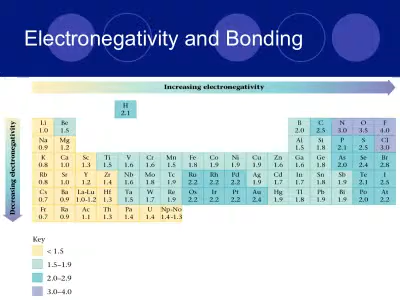 Electronegativity and Bonding
Increasing electronegativity
Decreasing electronegativity
H
2.1
Li Be B C N O F
1.0 1.5 2.0 2.5 3.0 3.5 4.0
Na Mg Al Si P S Cl
0.9 1.2 1.5 1.8 2.1 2.5 3.0
K Ca Sc Ti V Cr Mn Fe Co Ni Cu Zn Ga Ge As Se Br
0.8 1.0 1.3 1.5 1.6 1.6 1.5 1.8 1.9 1.9 1.9 1.6 1.6 1.8 2.0 2.4 2.8
Rb Sr Y Zr Nb Mo Tc Ru Rh Pd Ag Cd In Sn Sb Te I
0.8 1.0 1.2 1.4 1.6 1.8 1.9 2.2 2.2 2.2 1.9 1.7 1.7 1.8 1.9 2.1 2.5
Cs Ba La-Lu Hf Ta W Re Os Ir Pt Au Hg Tl Pb Bi Po At
0.7 0.9 1.0-1.2 1.3 1.5 1.7 1.9 2.2 2.2 2.2 2.4 1.9 1.8 1.9 1.9 2.0 2.2
Fr Ra Ac Th Pa U Np-No
0.7 0.9 1.1 1.3 1.4 1.4 1.4-1.3
Key
< 1.5
1.5–1.9
2.0–2.9
3.0–4.0